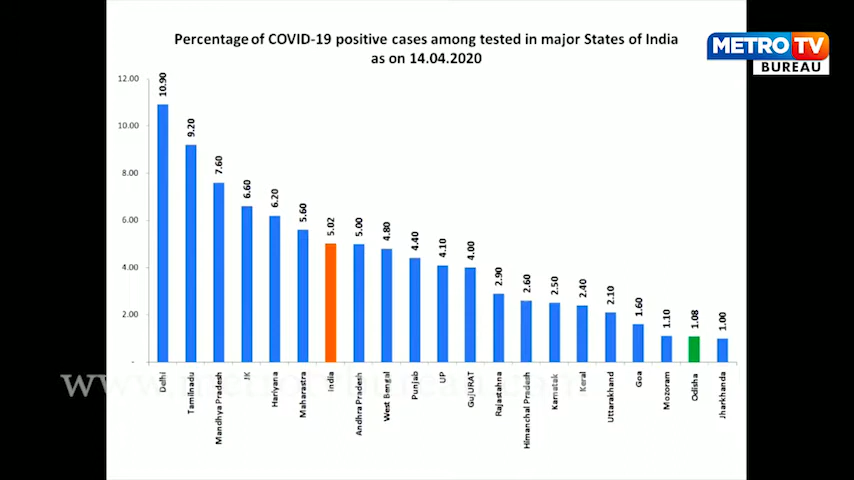 Percentage of COVID-19 positive cases among tested in major States of India
as on 14.04.2020
METRO TV
BUREAU
12.00
10.00
8.00
6.00
4.00
2.00
-
10.90
9.20
7.60
6.60
6.20
5.60
5.02
5.00
4.80
4.40
4.10
4.00
2.90
2.60
2.50
2.40
2.10
1.60
1.10
1.08
1.00
Delhi
Tamilnadu
Mandhya Pradesh
JK
Hariyana
Maharastra
India
Andhra Pradesh
West Bengal
Punjab
UP
GujURAT
Rajastahna
Himanchal Pradesh
Karnutak
Keral
Uttarakhand
Goa
Mozoram
Odisha
Jharkhanda